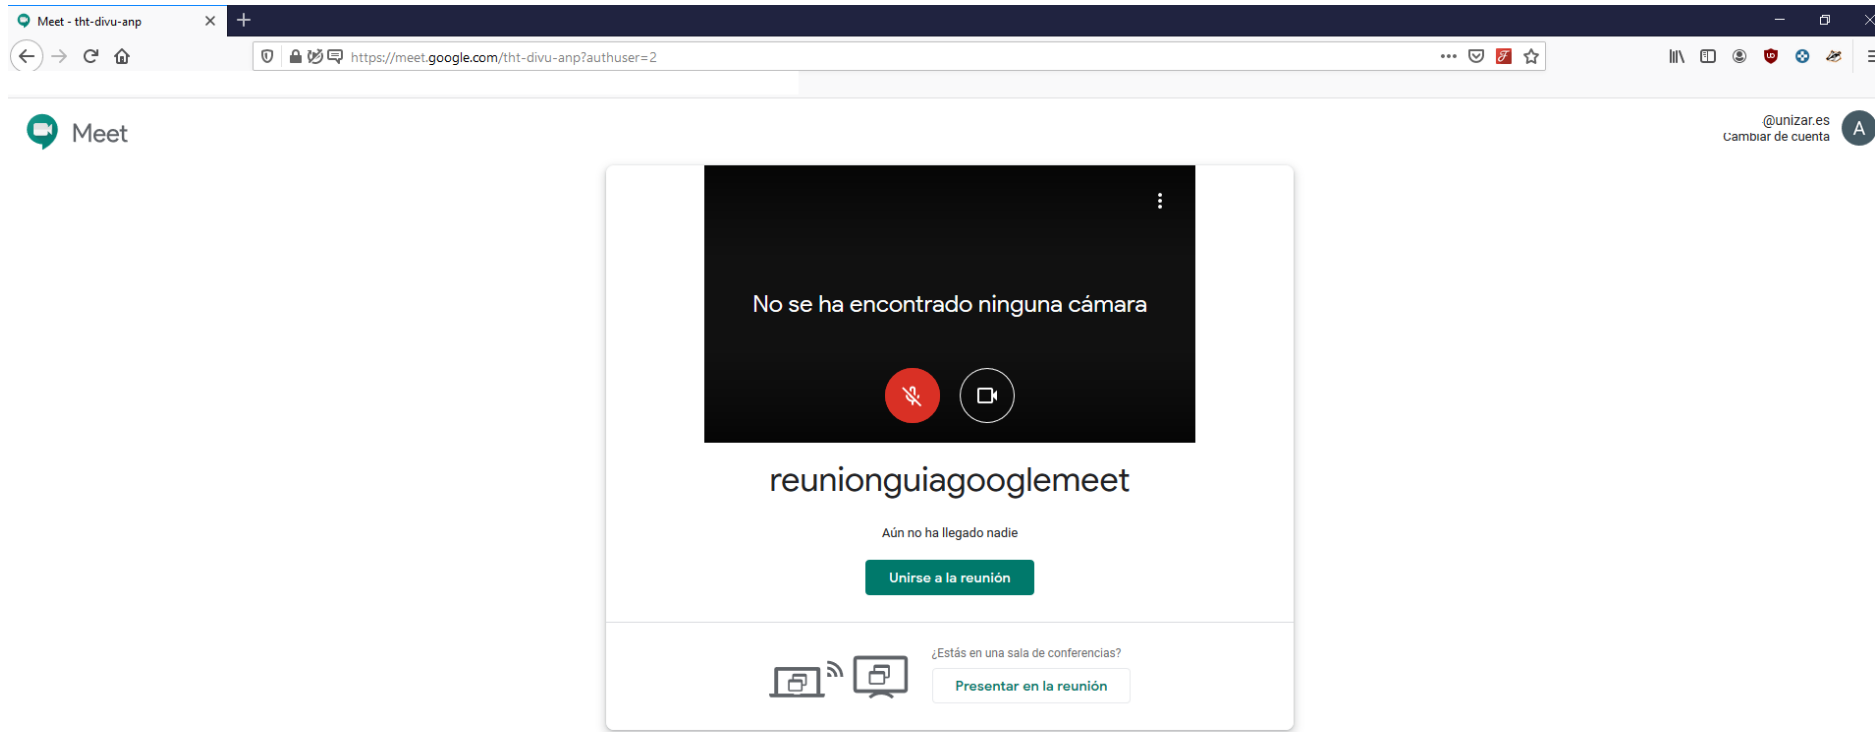 Meet - tht-divu-anp
https://meet.google.com/tht-divu-anp?authuser=2
Meet
@unizar.es
Cambiar de cuenta
A
No se ha encontrado ninguna cámara
reunionguiagooglemeet
Aún no ha llegado nadie
Unirse a la reunión
¿Estás en una sala de conferencias?
Presentar en la reunión